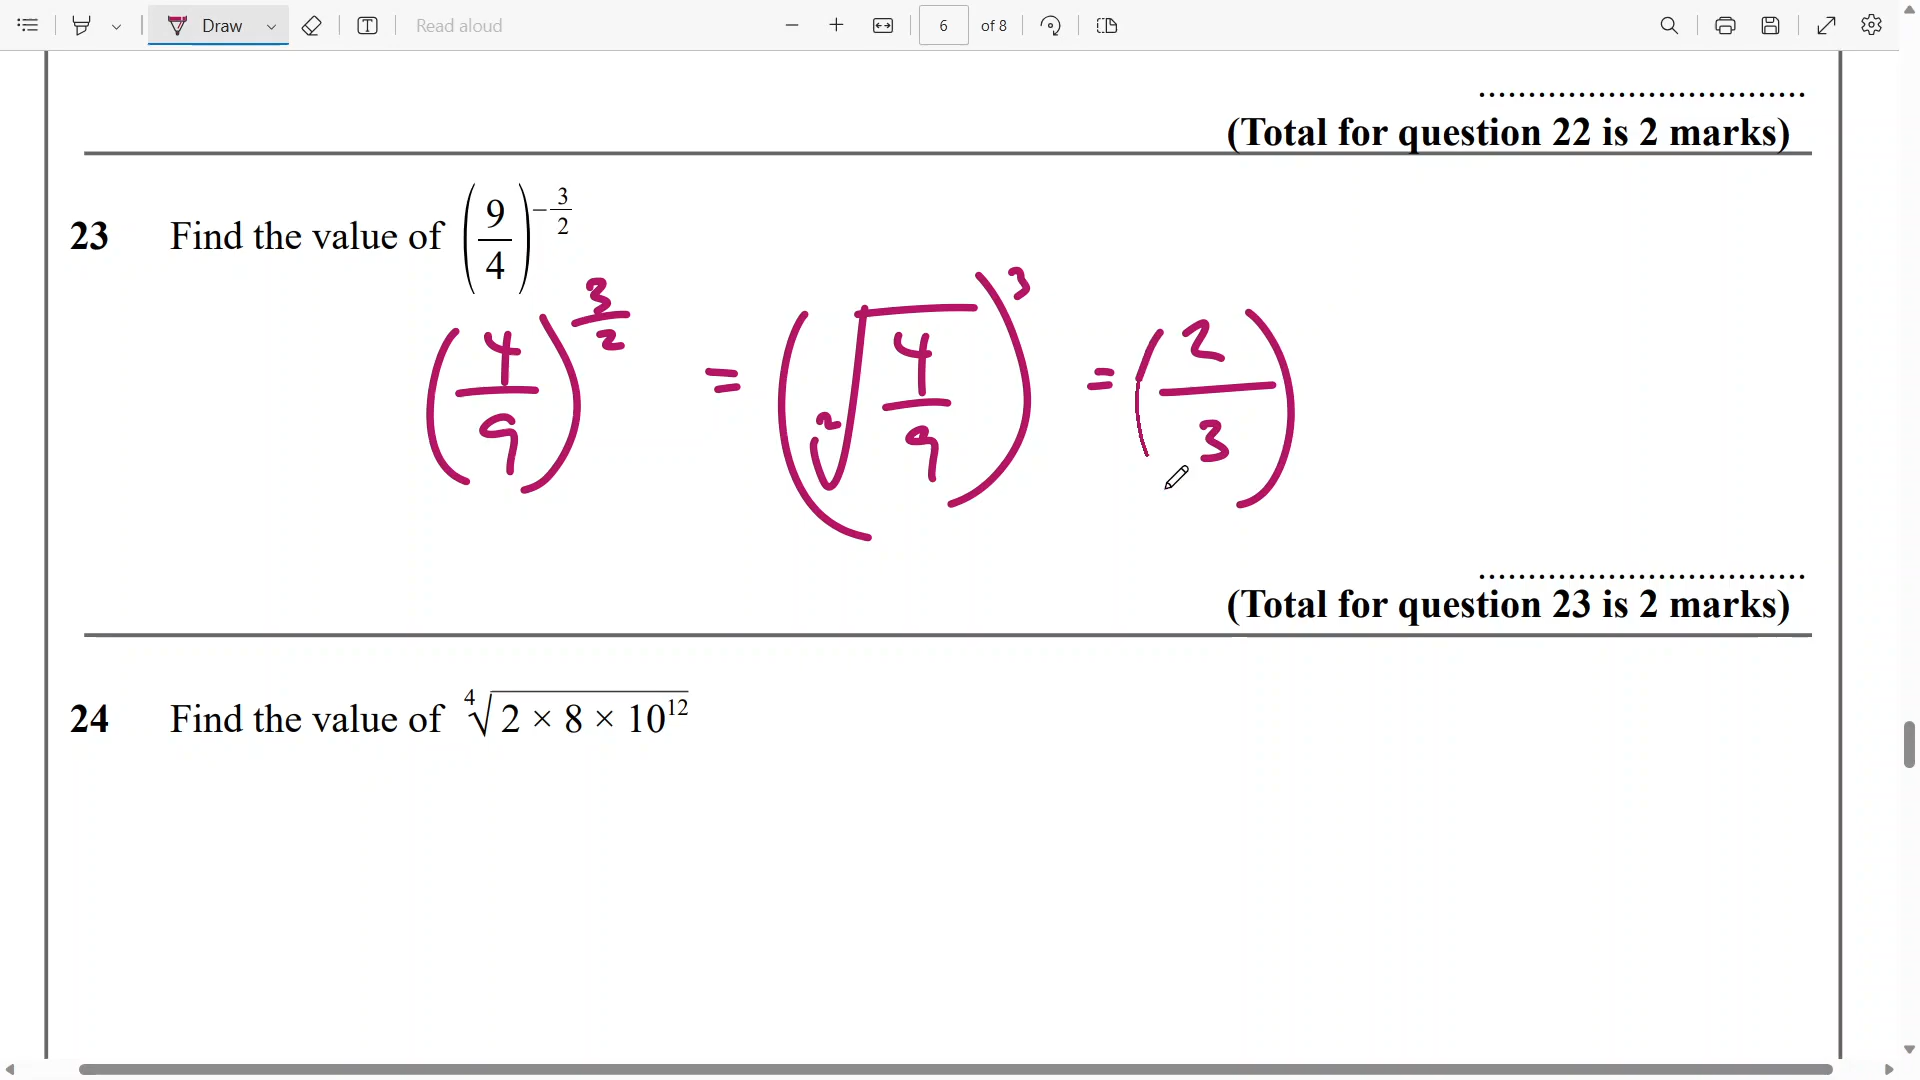 Draw Read aloud 6 of 8
................................
(Total for question 22 is 2 marks)
23 Find the value of (9/4)^(-3/2)
(4/9)^(3/2) = (²√(4/9))³ = (2/3)
................................
(Total for question 23 is 2 marks)
24 Find the value of ⁴√(2 × 8 × 10¹²)